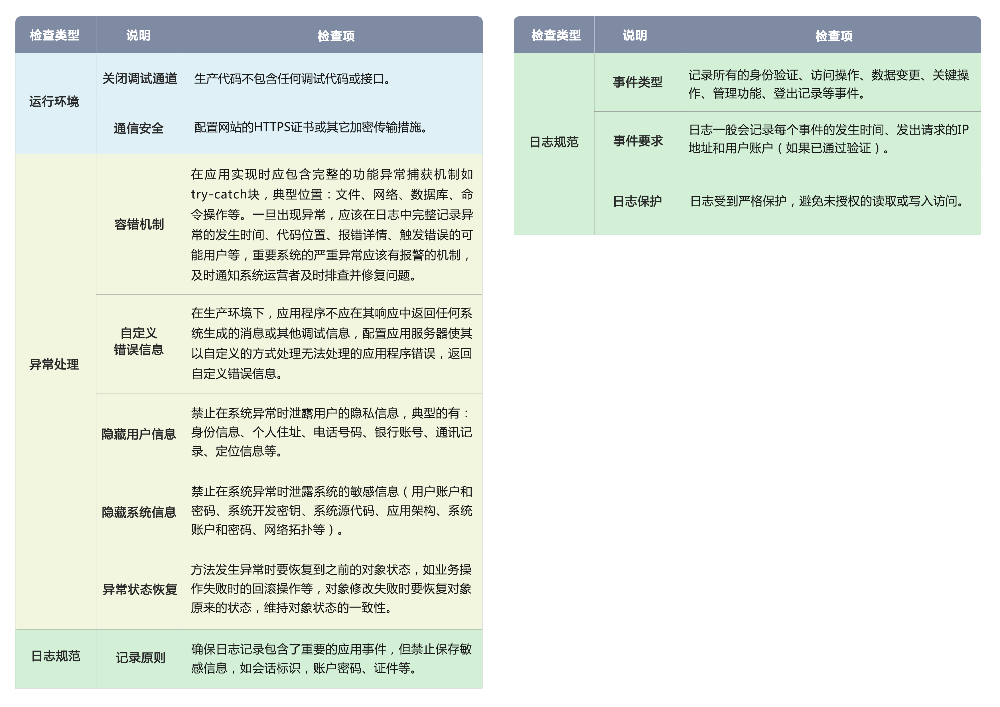 检查类型 说明 检查项
运行环境
关闭调试通道
生产代码不包含任何调试代码或接口。
通信安全
配置网站的HTTPS证书或其它加密传输措施。
异常处理
容错机制
在应用实现时应包含完整的功能异常捕获机制如
try-catch块，典型位置：文件、网络、数据库、命
令操作等。一旦出现异常，应该在日志中完整记录异
常的发生时间、代码位置、报错详情、触发错误的可
能用户等，重要系统的严重异常应该有报警的机制，
及时通知系统运营者及时排查并修复问题。
自定义
错误信息
在生产环境下，应用程序不应在其响应中返回任何系
统生成的消息或其他调试信息，配置应用服务器使其
以自定义的方式处理无法处理的应用程序错误，返回
自定义错误信息。
隐藏用户信息
禁止在系统异常时泄露用户的隐私信息，典型的有：
身份信息、个人住址、电话号码、银行账号、通讯记
录、定位信息等。
隐藏系统信息
禁止在系统异常时泄露系统的敏感信息（用户账户和
密码、系统开发密钥、系统源代码、应用架构、系统
账户和密码、网络拓扑等）。
异常状态恢复
方法发生异常时要恢复到之前的对象状态，如业务操
作失败时的回滚操作等，对象修改失败时要恢复对象
原来的状态，维持对象状态的一致性。
日志规范
记录原则
确保日志记录包含了重要的应用事件，但禁止保存敏
感信息，如会话标识，账户密码、证件等。
检查类型 说明 检查项
日志规范
事件类型
记录所有的身份验证、访问操作、数据变更、关键操
作、管理功能、登出记录等事件。
事件要求
日志一般会记录每个事件的发生时间、发出请求的IP
地址和用户账户（如果已通过验证）。
日志保护
日志受到严格保护，避免未授权的读取或写入访问。